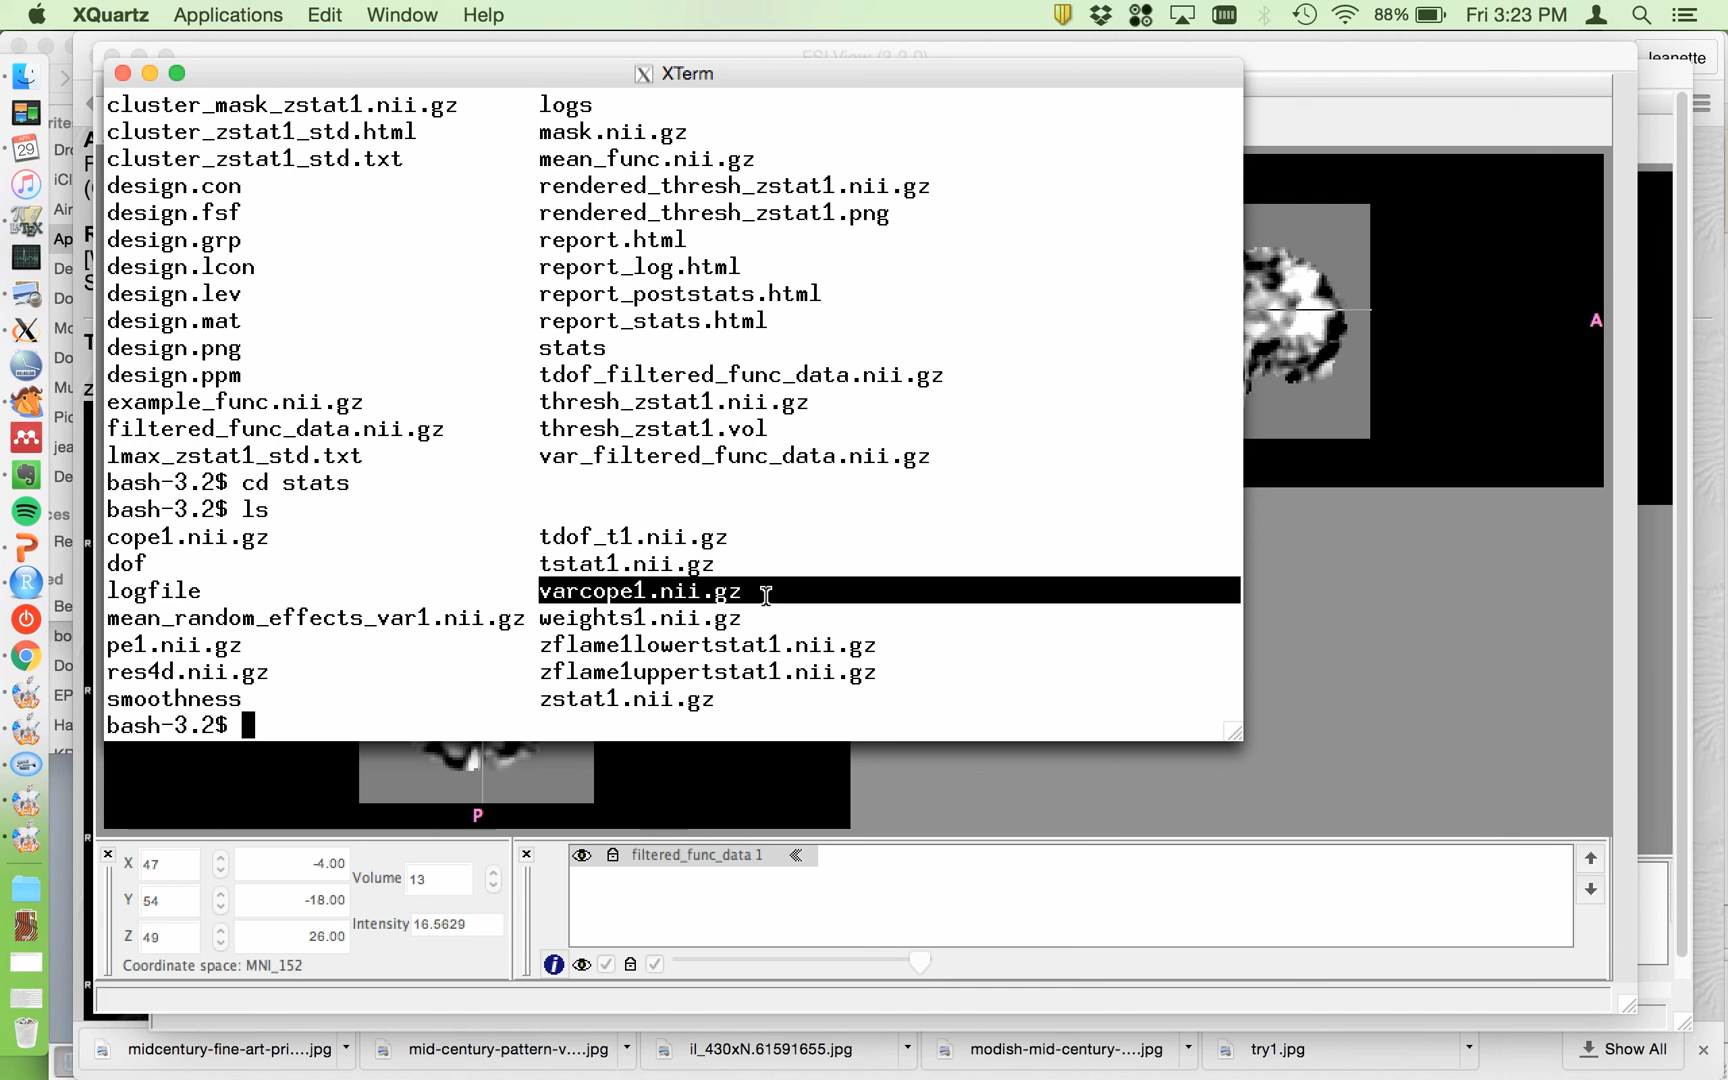 XQuartz Applications Edit Window Help
88% Fri 3:23 PM
Jeanette
XTerm
cluster_mask_zstat1.nii.gz logs
cluster_zstat1_std.html mask.nii.gz
cluster_zstat1_std.txt mean_func.nii.gz
design.con rendered_thresh_zstat1.nii.gz
design.fsf rendered_thresh_zstat1.png
design.grp report.html
design.lcon report_log.html
design.lev report_poststats.html
design.mat report_stats.html
design.png stats
design.ppm tdof_filtered_func_data.nii.gz
example_func.nii.gz thresh_zstat1.nii.gz
filtered_func_data.nii.gz thresh_zstat1.vol
lmax_zstat1_std.txt var_filtered_func_data.nii.gz
bash-3.2$ cd stats
bash-3.2$ ls
cope1.nii.gz tdof_t1.nii.gz
dof tstat1.nii.gz
logfile varcope1.nii.gz
mean_random_effects_var1.nii.gz weights1.nii.gz
pe1.nii.gz zflame1lowertstat1.nii.gz
res4d.nii.gz zflame1uppertstat1.nii.gz
smoothness zstat1.nii.gz
bash-3.2$
A
P
X 47 -4.00
Y 54 -18.00
Z 49 26.00
Volume 13
Intensity 16.5629
Coordinate space: MNI_152
filtered_func_data 1
midcentury-fine-art-pri....jpg mid-century-pattern-v....jpg il_430xN.61591655.jpg modish-mid-century-....jpg try1.jpg Show All